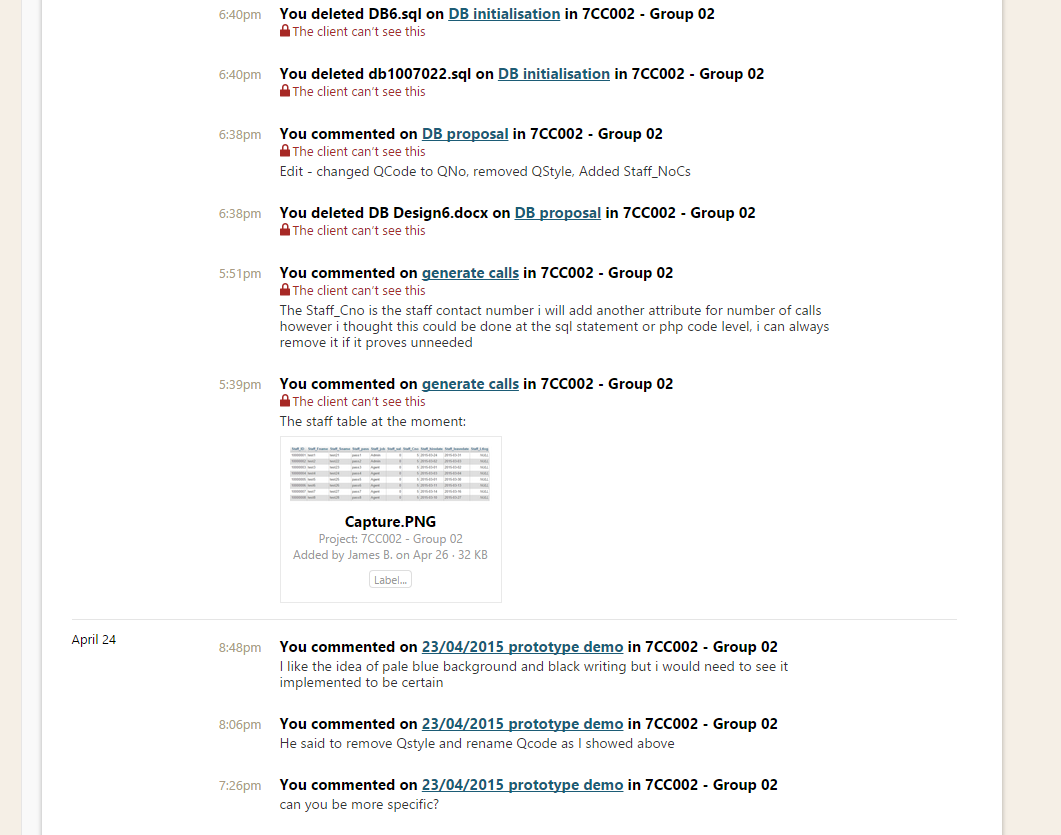 6:40pm You deleted DB6.sql on DB initialisation in 7CC002 - Group 02
The client can't see this
6:40pm You deleted db1007022.sql on DB initialisation in 7CC002 - Group 02
The client can't see this
6:38pm You commented on DB proposal in 7CC002 - Group 02
The client can't see this
Edit - changed QCode to QNo, removed QStyle, Added Staff_NoCs
6:38pm You deleted DB Design6.docx on DB proposal in 7CC002 - Group 02
The client can't see this
5:51pm You commented on generate calls in 7CC002 - Group 02
The client can't see this
The Staff_Cno is the staff contact number i will add another attribute for number of calls
however i thought this could be done at the sql statement or php code level, i can always
remove it if it proves unneeded
5:39pm You commented on generate calls in 7CC002 - Group 02
The client can't see this
The staff table at the moment:
Capture.PNG
Project: 7CC002 - Group 02
Added by James B. on Apr 26 · 32 KB
Label...
April 24
8:48pm You commented on 23/04/2015 prototype demo in 7CC002 - Group 02
I like the idea of pale blue background and black writing but i would need to see it
implemented to be certain
8:06pm You commented on 23/04/2015 prototype demo in 7CC002 - Group 02
He said to remove Qstyle and rename Qcode as I showed above
7:26pm You commented on 23/04/2015 prototype demo in 7CC002 - Group 02
can you be more specific?